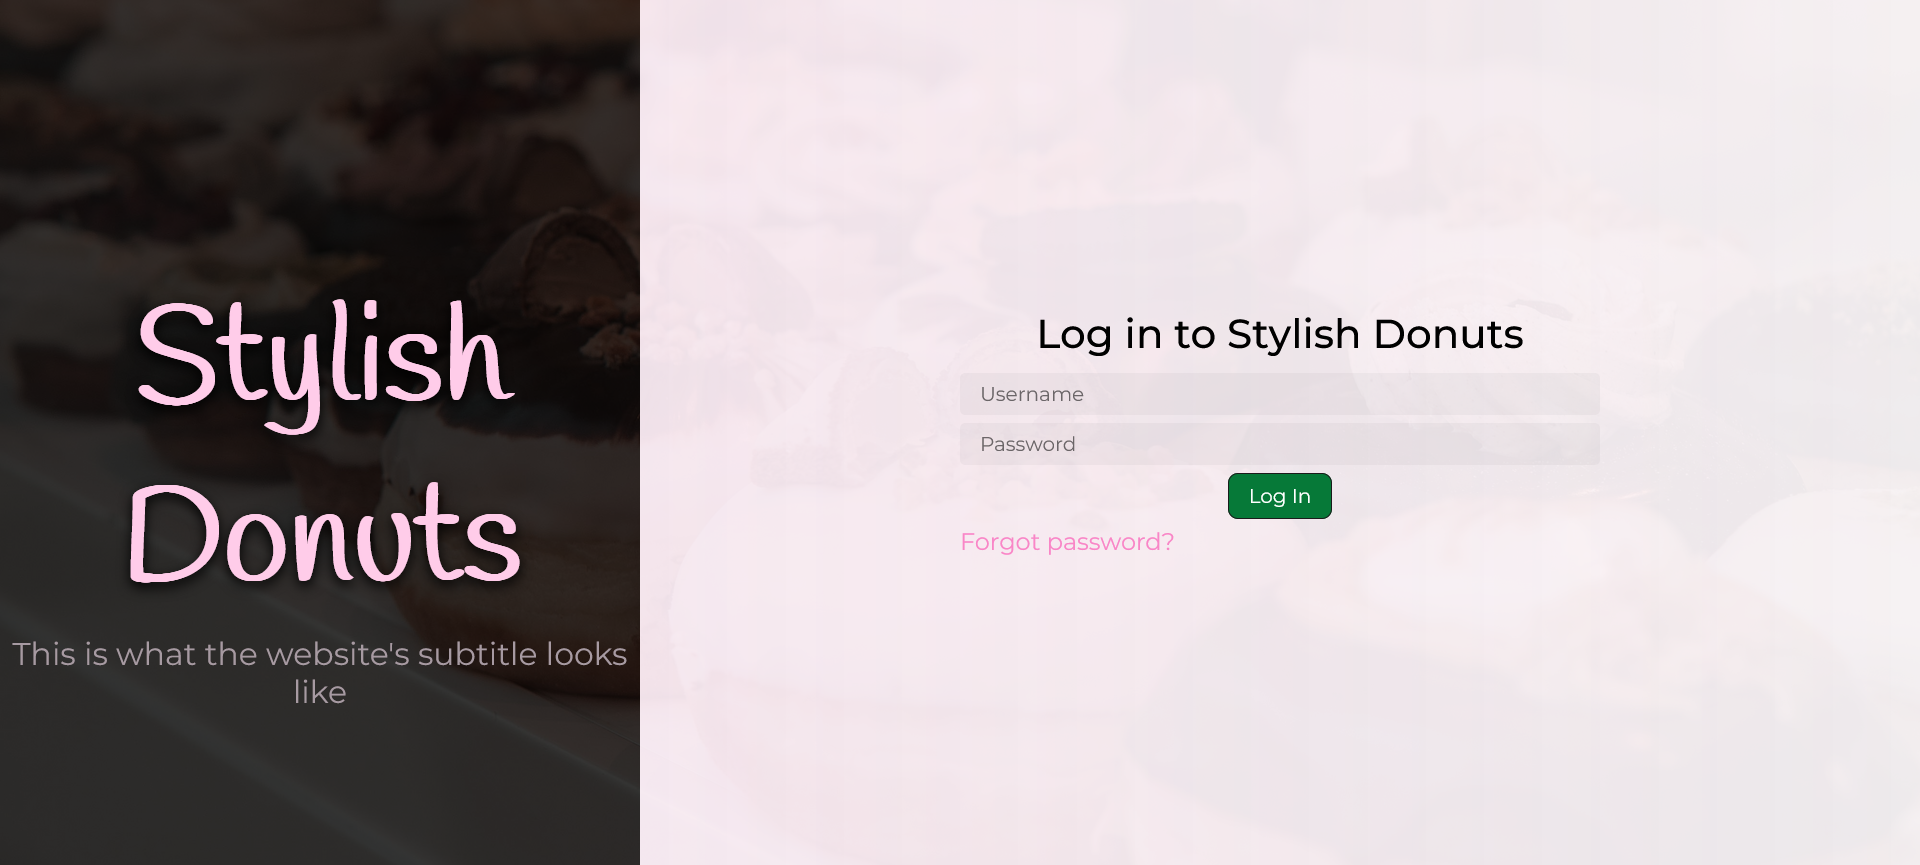 Stylish
Donuts
This is what the website's subtitle looks
like
Log in to Stylish Donuts
Username
Password
Log In
Forgot password?